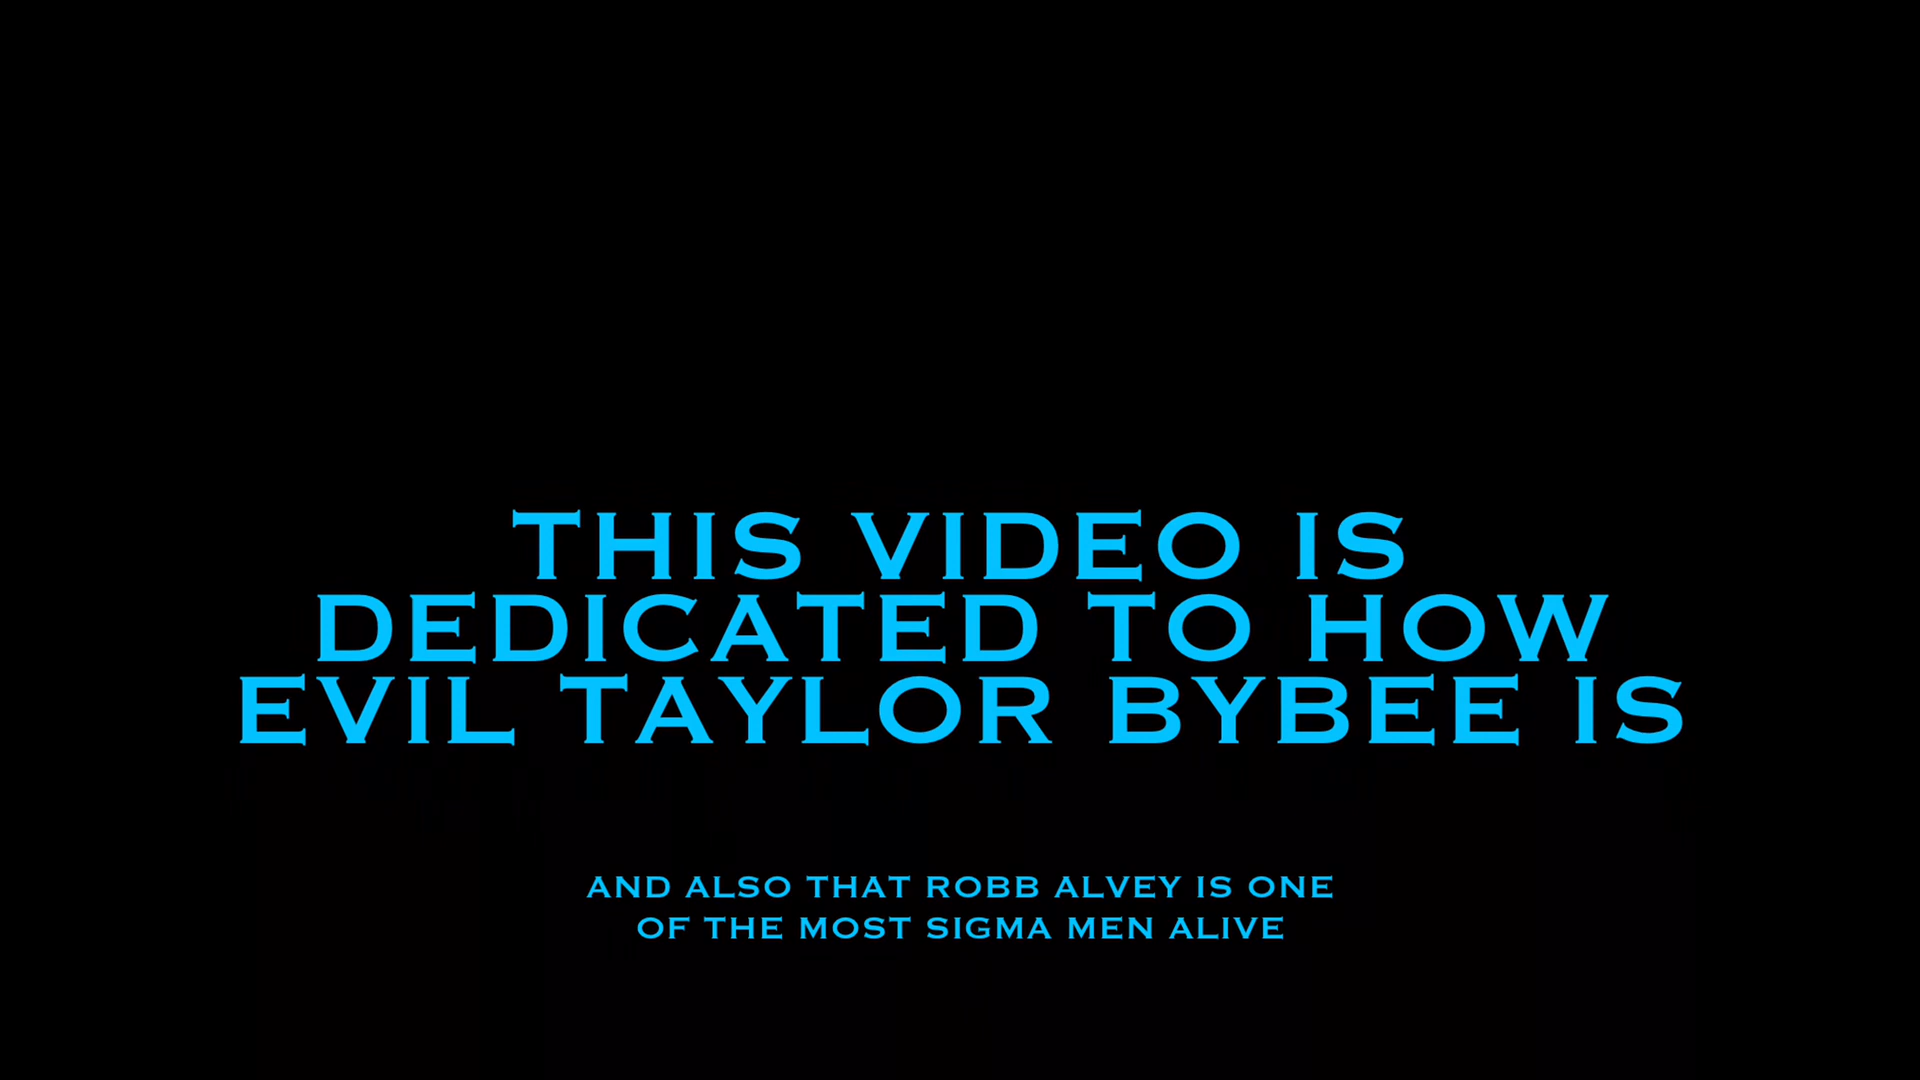 THIS VIDEO IS
DEDICATED TO HOW
EVIL TAYLOR BYBEE IS
AND ALSO THAT ROBB ALVEY IS ONE
OF THE MOST SIGMA MEN ALIVE